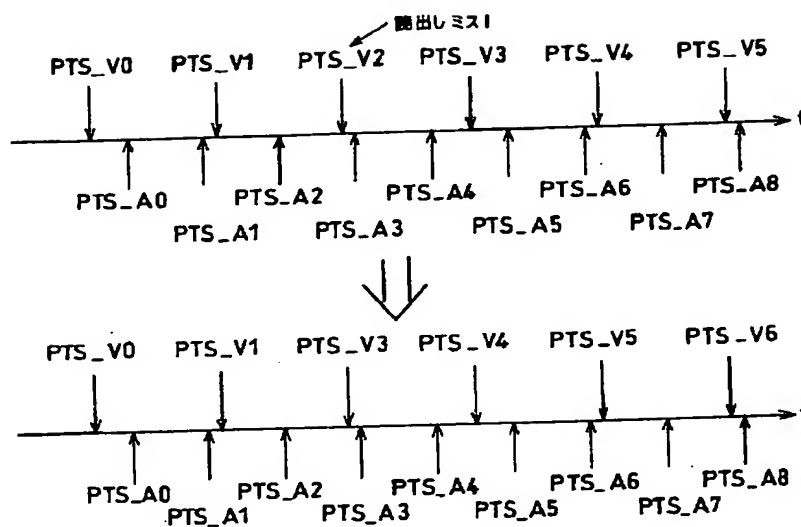 読出しミス!
PTS_V0 PTS_V1 PTS_V2 PTS_V3 PTS_V4 PTS_V5
t
PTS_A0 PTS_A2 PTS_A4 PTS_A6 PTS_A8
PTS_A1 PTS_A3 PTS_A5 PTS_A7
PTS_V0 PTS_V1 PTS_V3 PTS_V4 PTS_V5 PTS_V6
PTS_A0 PTS_A2 PTS_A4 PTS_A6 PTS_A8
PTS_A1 PTS_A3 PTS_A5 PTS_A7